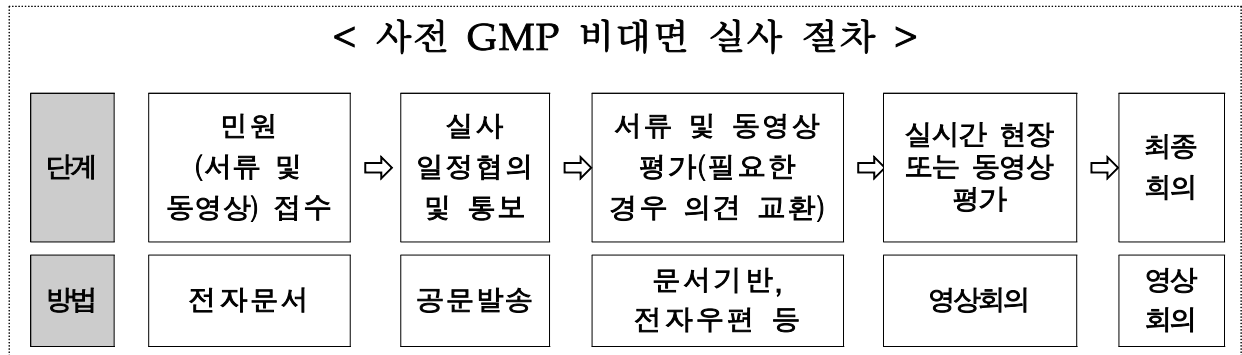 < 사전 GMP 비대면 실사 절차 >
단계
민원
(서류 및
동영상) 접수
⇨
실사
일정협의
및 통보
⇨
서류 및 동영상
평가(필요한
경우 의견 교환)
⇨
실시간 현장
또는 동영상
평가
⇨
최종
희의
방법
전자문서
공문발송
문서기반,
전자우편 등
영상회의
영상
회의